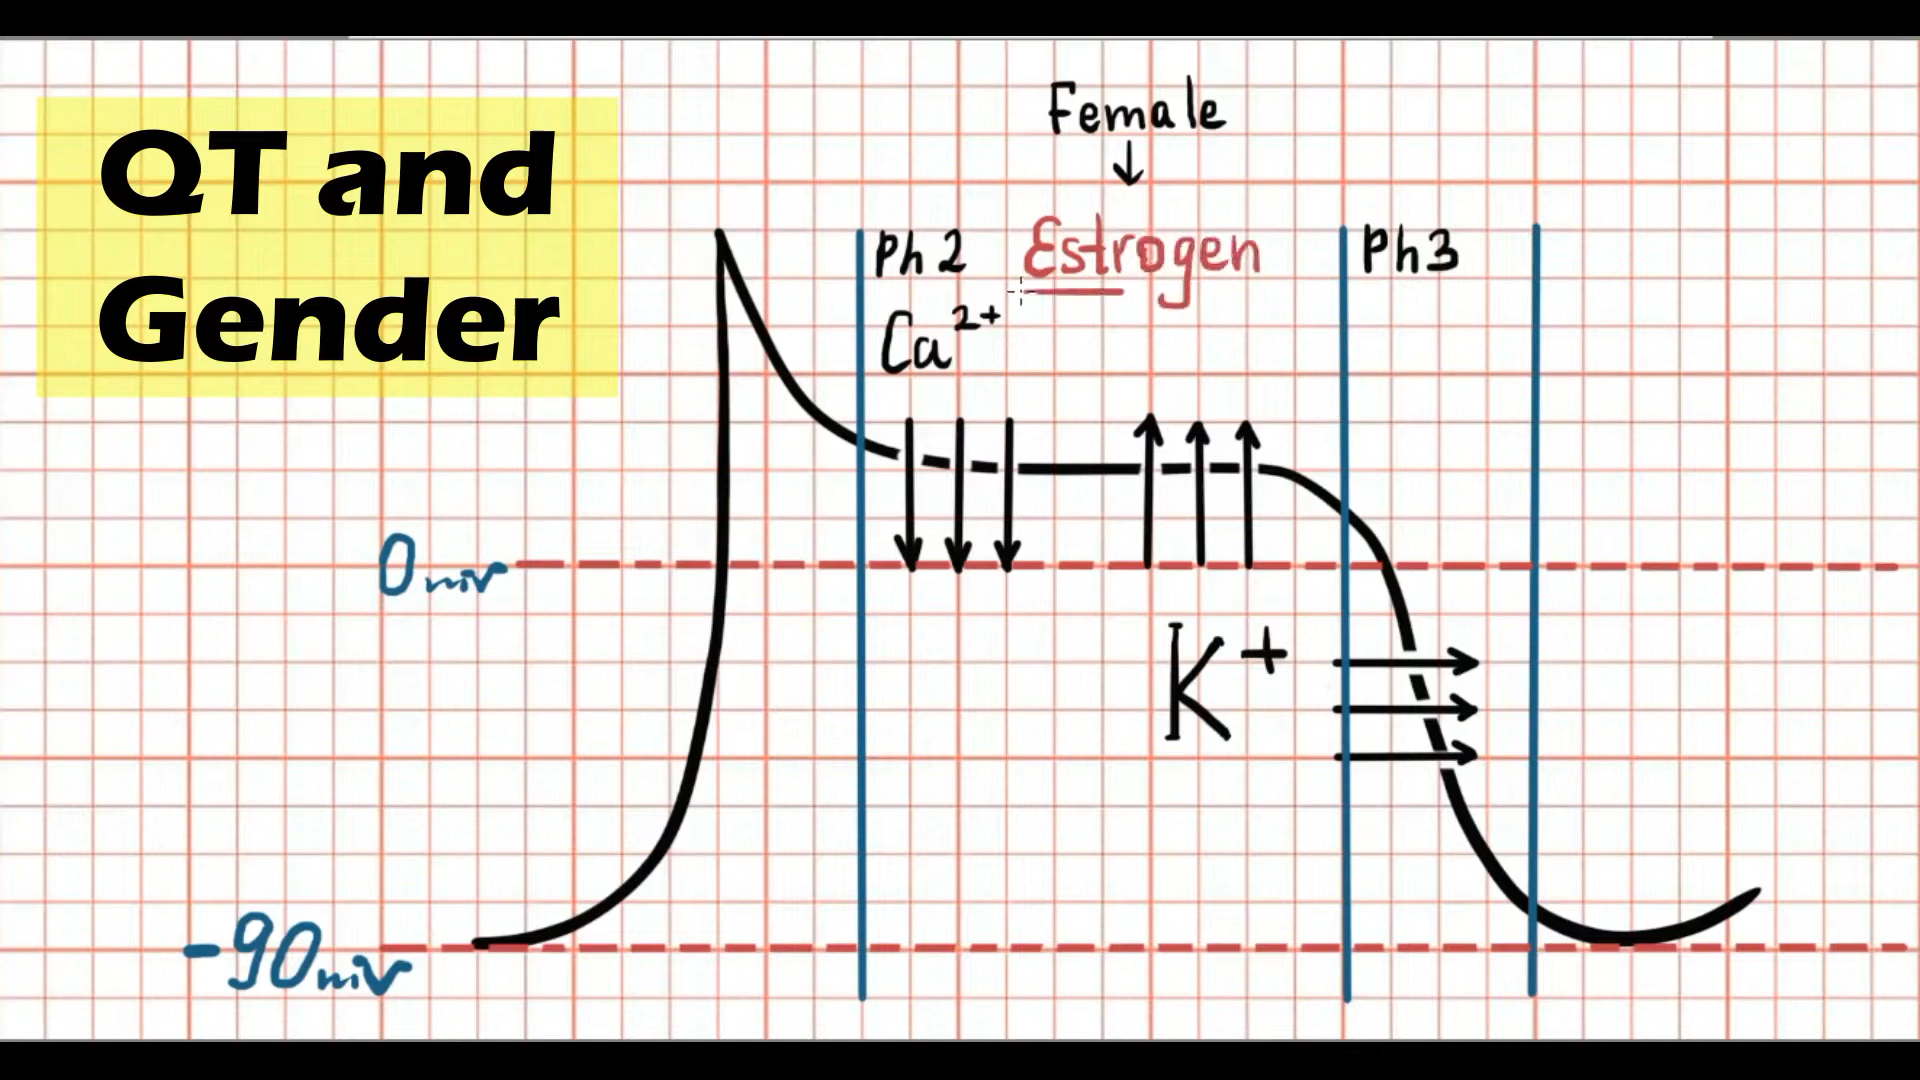 QT and
Gender
Female
Ph2
Estrogen
Ph3
Ca²⁺
0mv
K⁺
-90mv